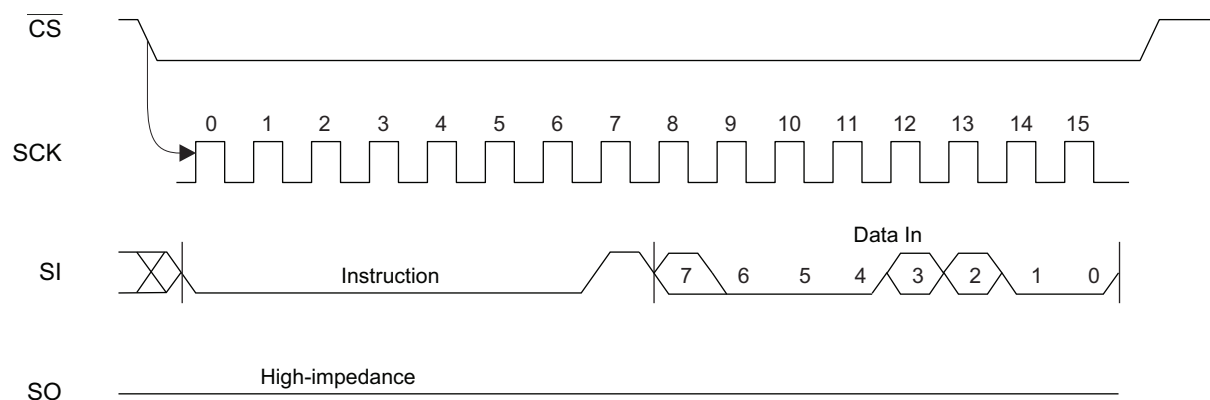 C̅S̅
0 1 2 3 4 5 6 7 8 9 10 11 12 13 14 15
SCK
Data In
SI
Instruction
7 6 5 4 3 2 1 0
High-impedance
SO